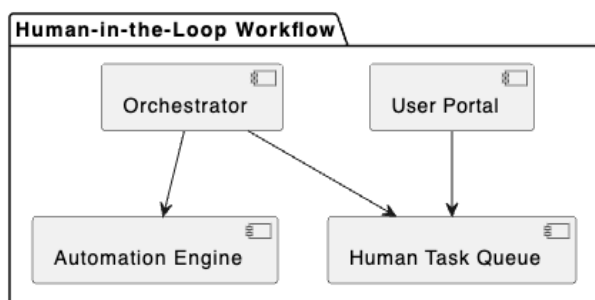 Human-in-the-Loop Workflow
Orchestrator
User Portal
Automation Engine
Human Task Queue